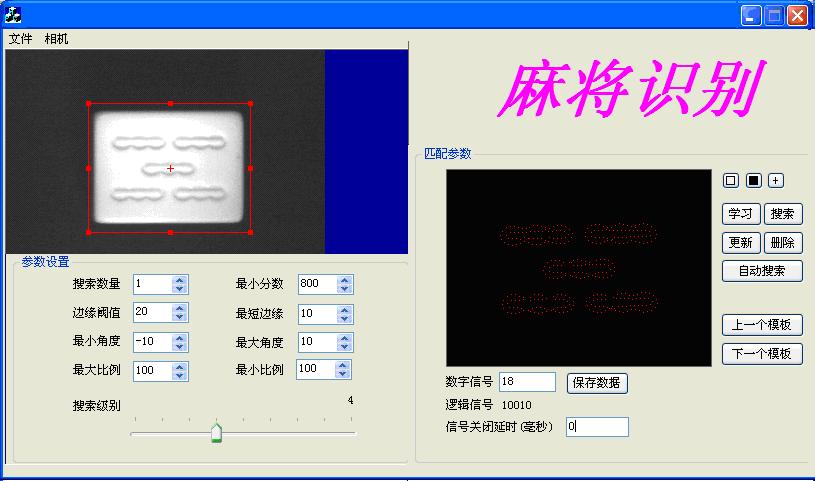 文件 相机
麻将识别
参数设置
搜索数量 1 最小分数 800
边缘阈值 20 最短边缘 10
最小角度 -10 最大角度 10
最大比例 100 最小比例 100
搜索级别 4
匹配参数
+
学习 搜索
更新 删除
自动搜索
上一个模板
下一个模板
数字信号 18 保存数据
逻辑信号 10010
信号关闭延时(毫秒) 0